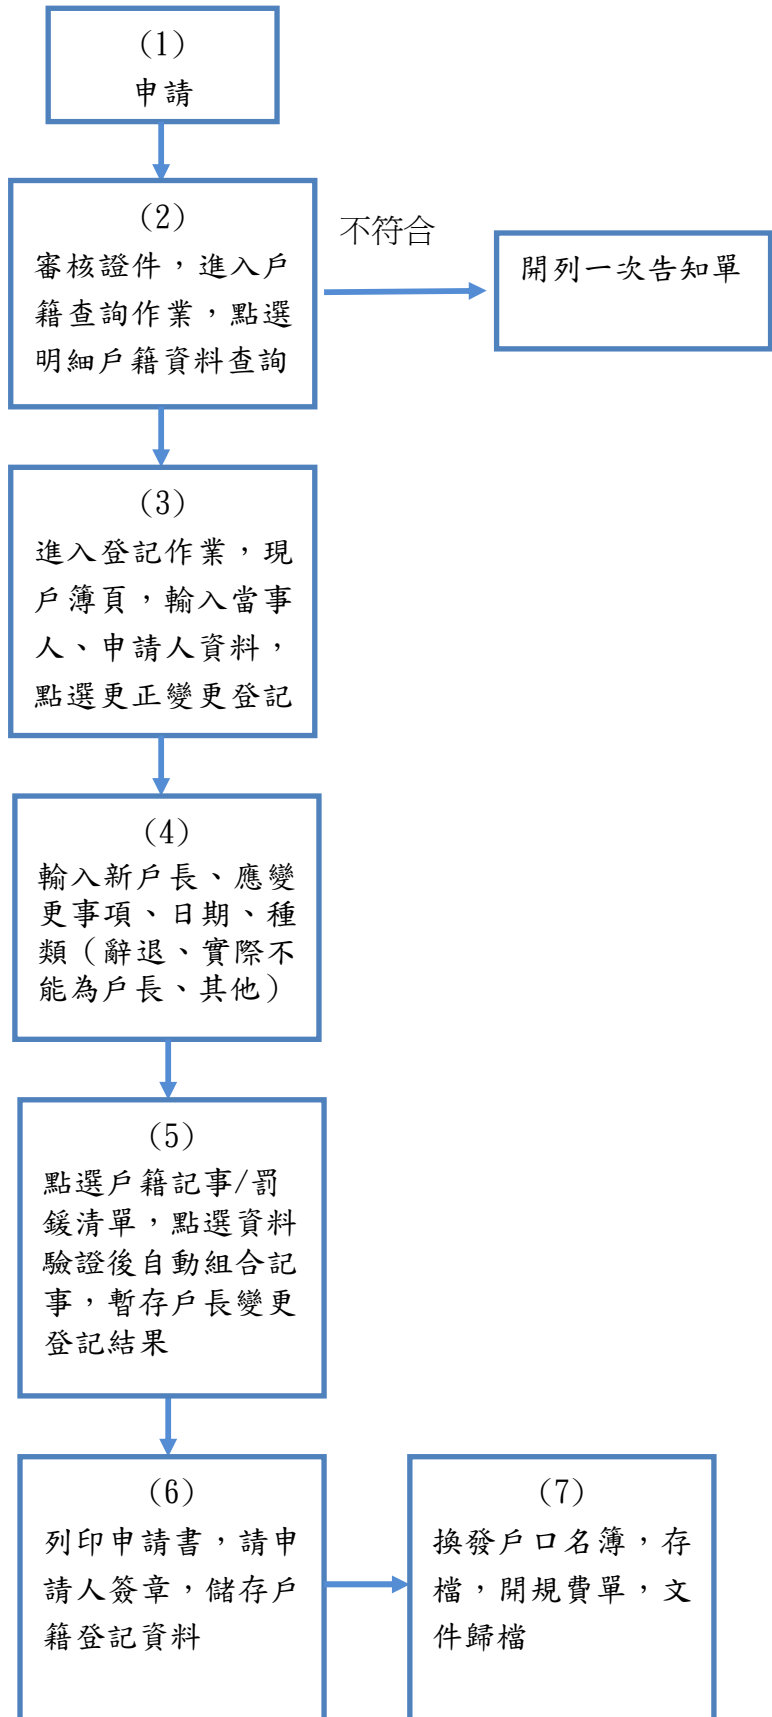 (1)
申請
(2)
審核證件，進入戶
籍查詢作業，點選
明細戶籍資料查詢
不符合
開列一次告知單
(3)
進入登記作業，現
戶簿頁，輸入當事
人、申請人資料，
點選更正變更登記
(4)
輸入新戶長、應變
更事項、日期、種
類（辭退、實際不
能為戶長、其他）
(5)
點選戶籍記事/罰
鍰清單，點選資料
驗證後自動組合記
事，暫存戶長變更
登記結果
(6)
列印申請書，請申
請人簽章，儲存戶
籍登記資料
(7)
換發戶口名簿，存
檔，開規費單，文
件歸檔